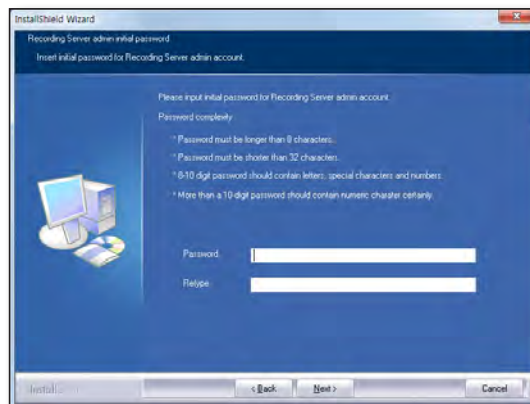 InstallShield Wizard
Recording Server admin initial password
Insert initial password for Recording Server admin account.
Please input initial password for Recording Server admin account.
Password complexity
* Password must be longer than 8 characters.
* Password must be shorter than 32 characters.
* 8-10 digit password should contain letters, special characters and numbers.
* More than a 10-digit password should contain numeric charater certainly.
Password:
Retype:
InstallShield
< Back
Next >
Cancel